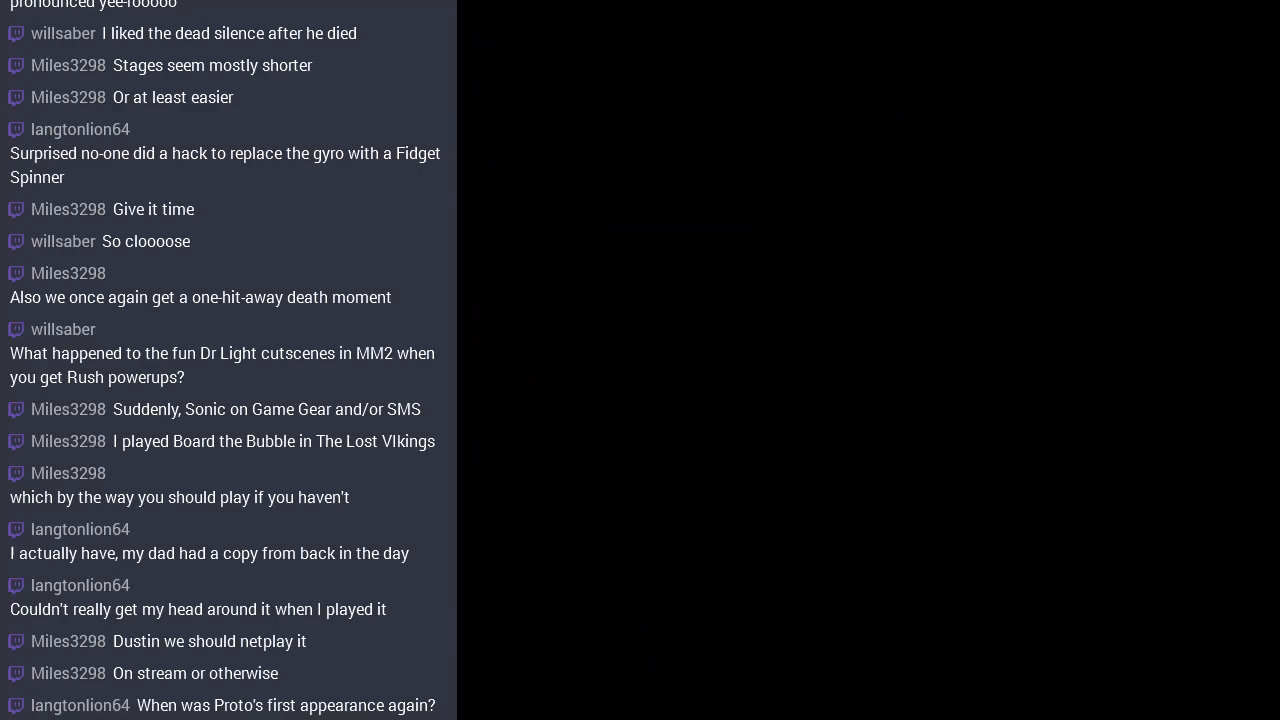 pronounced yee-fooooo
willsaber I liked the dead silence after he died
Miles3298 Stages seem mostly shorter
Miles3298 Or at least easier
langtonlion64
Surprised no-one did a hack to replace the gyro with a Fidget
Spinner
Miles3298 Give it time
willsaber So cloooose
Miles3298
Also we once again get a one-hit-away death moment
willsaber
What happened to the fun Dr Light cutscenes in MM2 when
you get Rush powerups?
Miles3298 Suddenly, Sonic on Game Gear and/or SMS
Miles3298 I played Board the Bubble in The Lost VIkings
Miles3298
which by the way you should play if you haven't
langtonlion64
I actually have, my dad had a copy from back in the day
langtonlion64
Couldn't really get my head around it when I played it
Miles3298 Dustin we should netplay it
Miles3298 On stream or otherwise
langtonlion64 When was Proto's first appearance again?